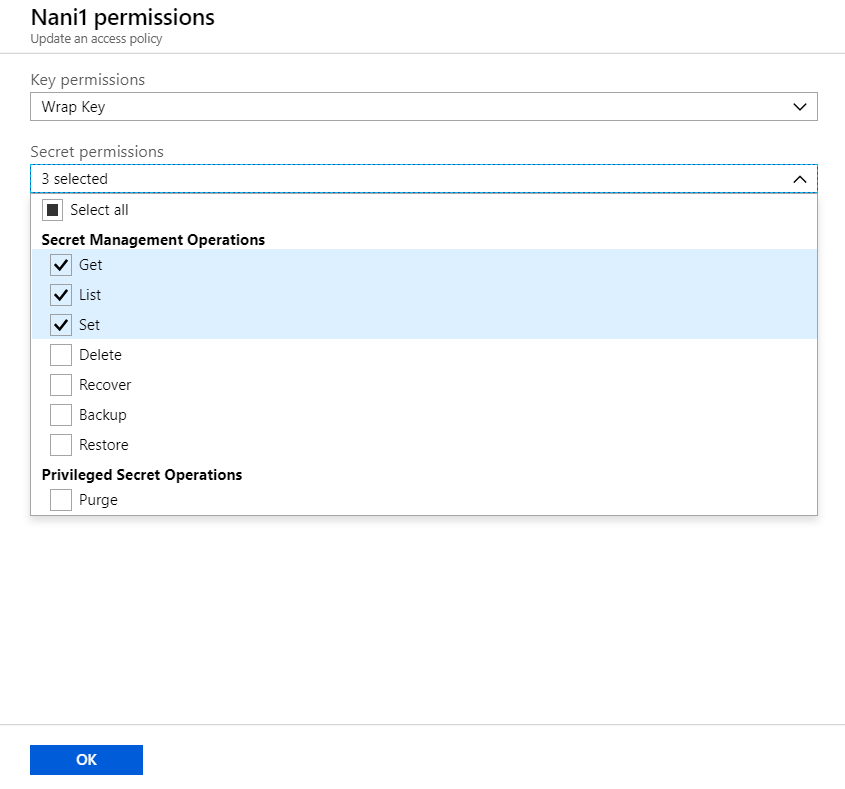 Nani1 permissions
Update an access policy
Key permissions
Wrap Key
Secret permissions
3 selected
Select all
Secret Management Operations
Get
List
Set
Delete
Recover
Backup
Restore
Privileged Secret Operations
Purge
OK